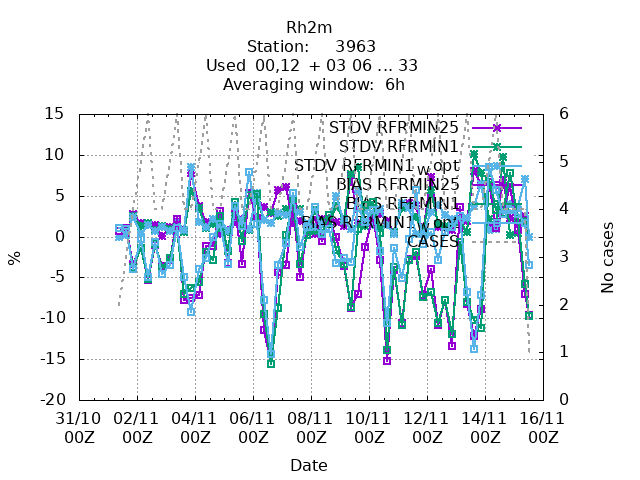 Rh2m
Station: 3963
Used 00,12 + 03 06 ... 33
Averaging window: 6h
15
10
5
0
-5
-10
-15
-20
%
6
5
4
3
2
1
0
No cases
STDV RFRMIN25
STDV RFRMIN1
STDV RFRMIN1_w_opt
BIAS RFRMIN25
BIAS RFRMIN1
BIAS RFRMIN1_w_opt
CASES
31/10 02/11 04/11 06/11 08/11 10/11 12/11 14/11 16/11
00Z 00Z 00Z 00Z 00Z 00Z 00Z 00Z 00Z
Date